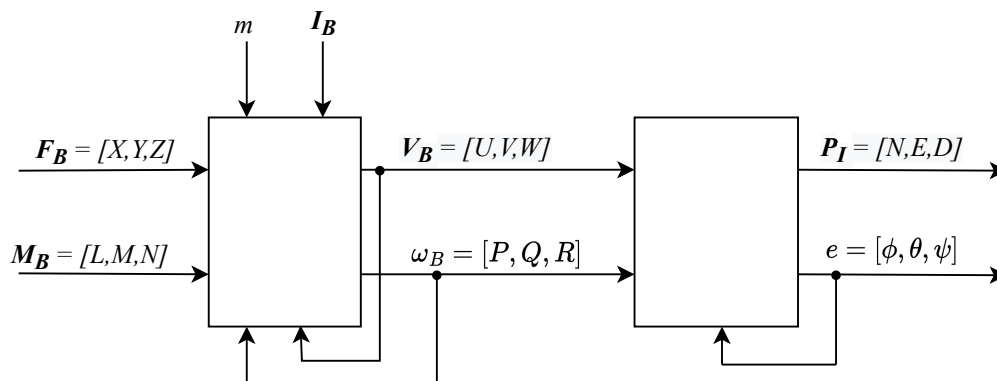 m
I_B
F_B = [X,Y,Z]
V_B = [U,V,W]
P_I = [N,E,D]
M_B = [L,M,N]
ω_B = [P, Q, R]
e = [ϕ, θ, ψ]